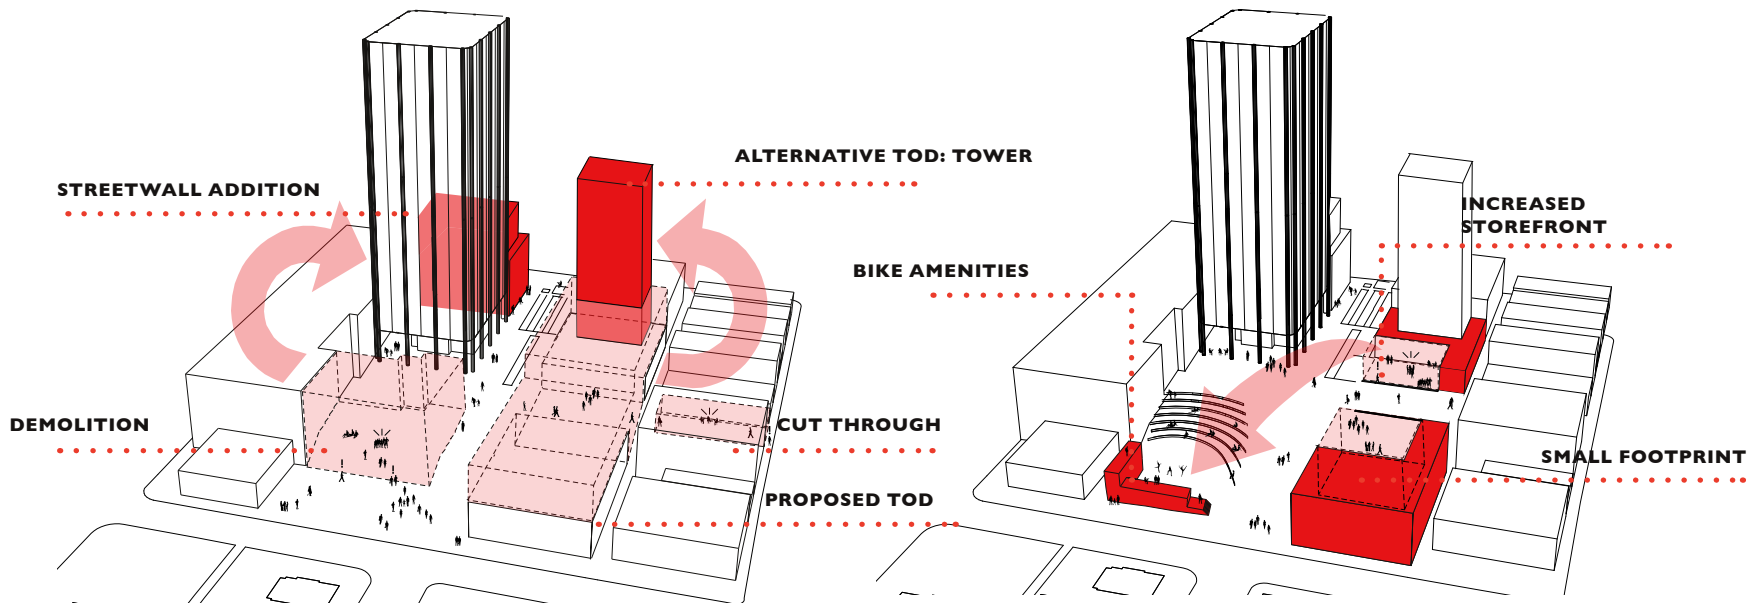 ALTERNATIVE TOD: TOWER
STREETWALL ADDITION
DEMOLITION
CUT THROUGH
PROPOSED TOD
INCREASED
STOREFRONT
BIKE AMENITIES
SMALL FOOTPRINT